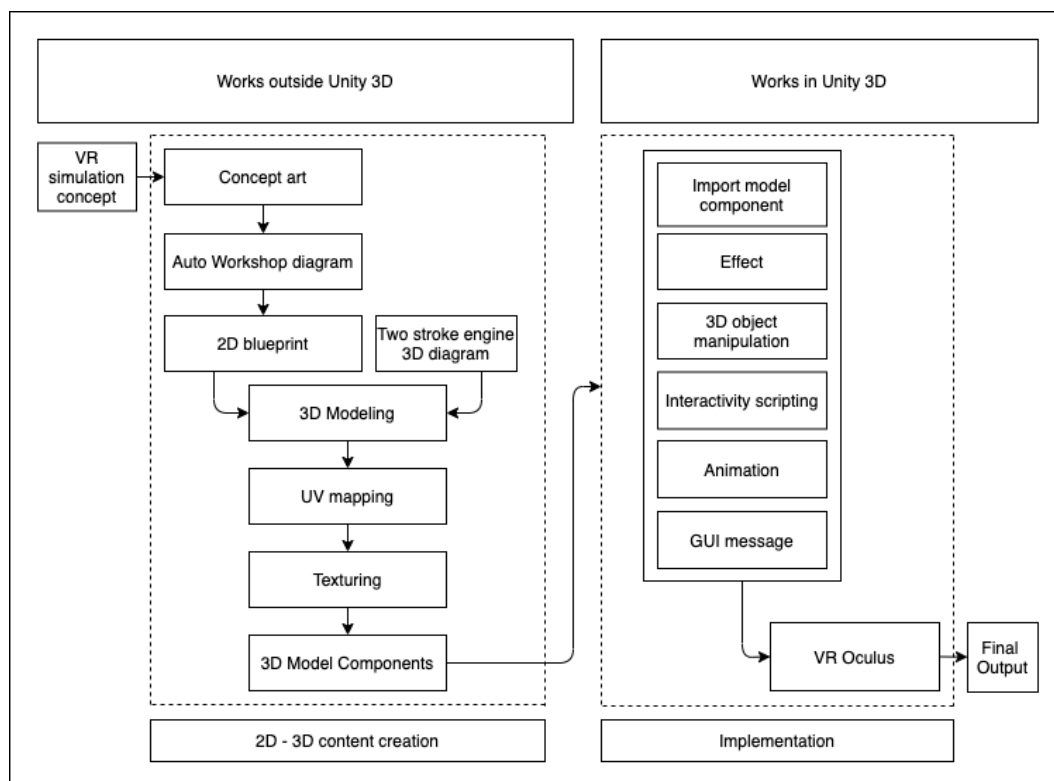 Works outside Unity 3D
Works in Unity 3D
VR
simulation
concept
Concept art
Auto Workshop diagram
2D blueprint
Two stroke engine
3D diagram
3D Modeling
UV mapping
Texturing
3D Model Components
2D - 3D content creation
Import model
component
Effect
3D object
manipulation
Interactivity scripting
Animation
GUI message
VR Oculus
Final
Output
Implementation